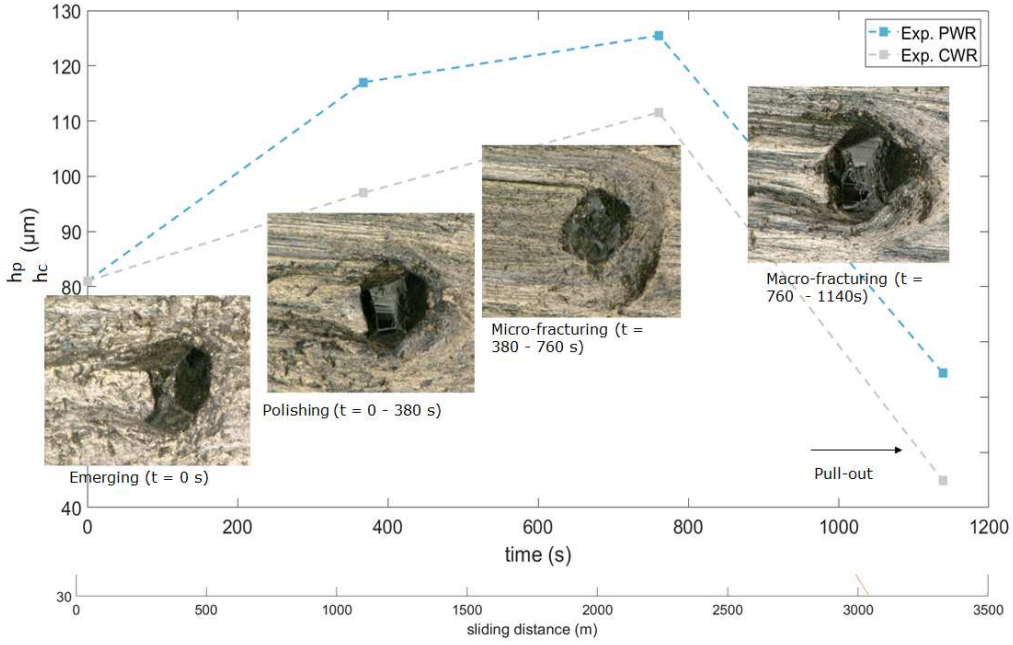 130
120
110
100
90
80
40
hp
hc (µm)
Exp. PWR
Exp. CWR
Emerging (t = 0 s)
Polishing (t = 0 - 380 s)
Micro-fracturing (t =
380 - 760 s)
Macro-fracturing (t =
760 - 1140s)
Pull-out
0 200 400 600 800 1000 1200
time (s)
30
0 500 1000 1500 2000 2500 3000 3500
sliding distance (m)